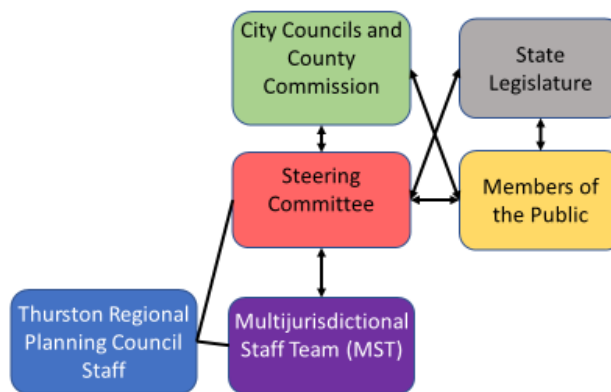 City Councils and
County
Commission
State
Legislature
Steering
Committee
Members of
the Public
Thurston Regional
Planning Council
Staff
Multijurisdictional
Staff Team (MST)